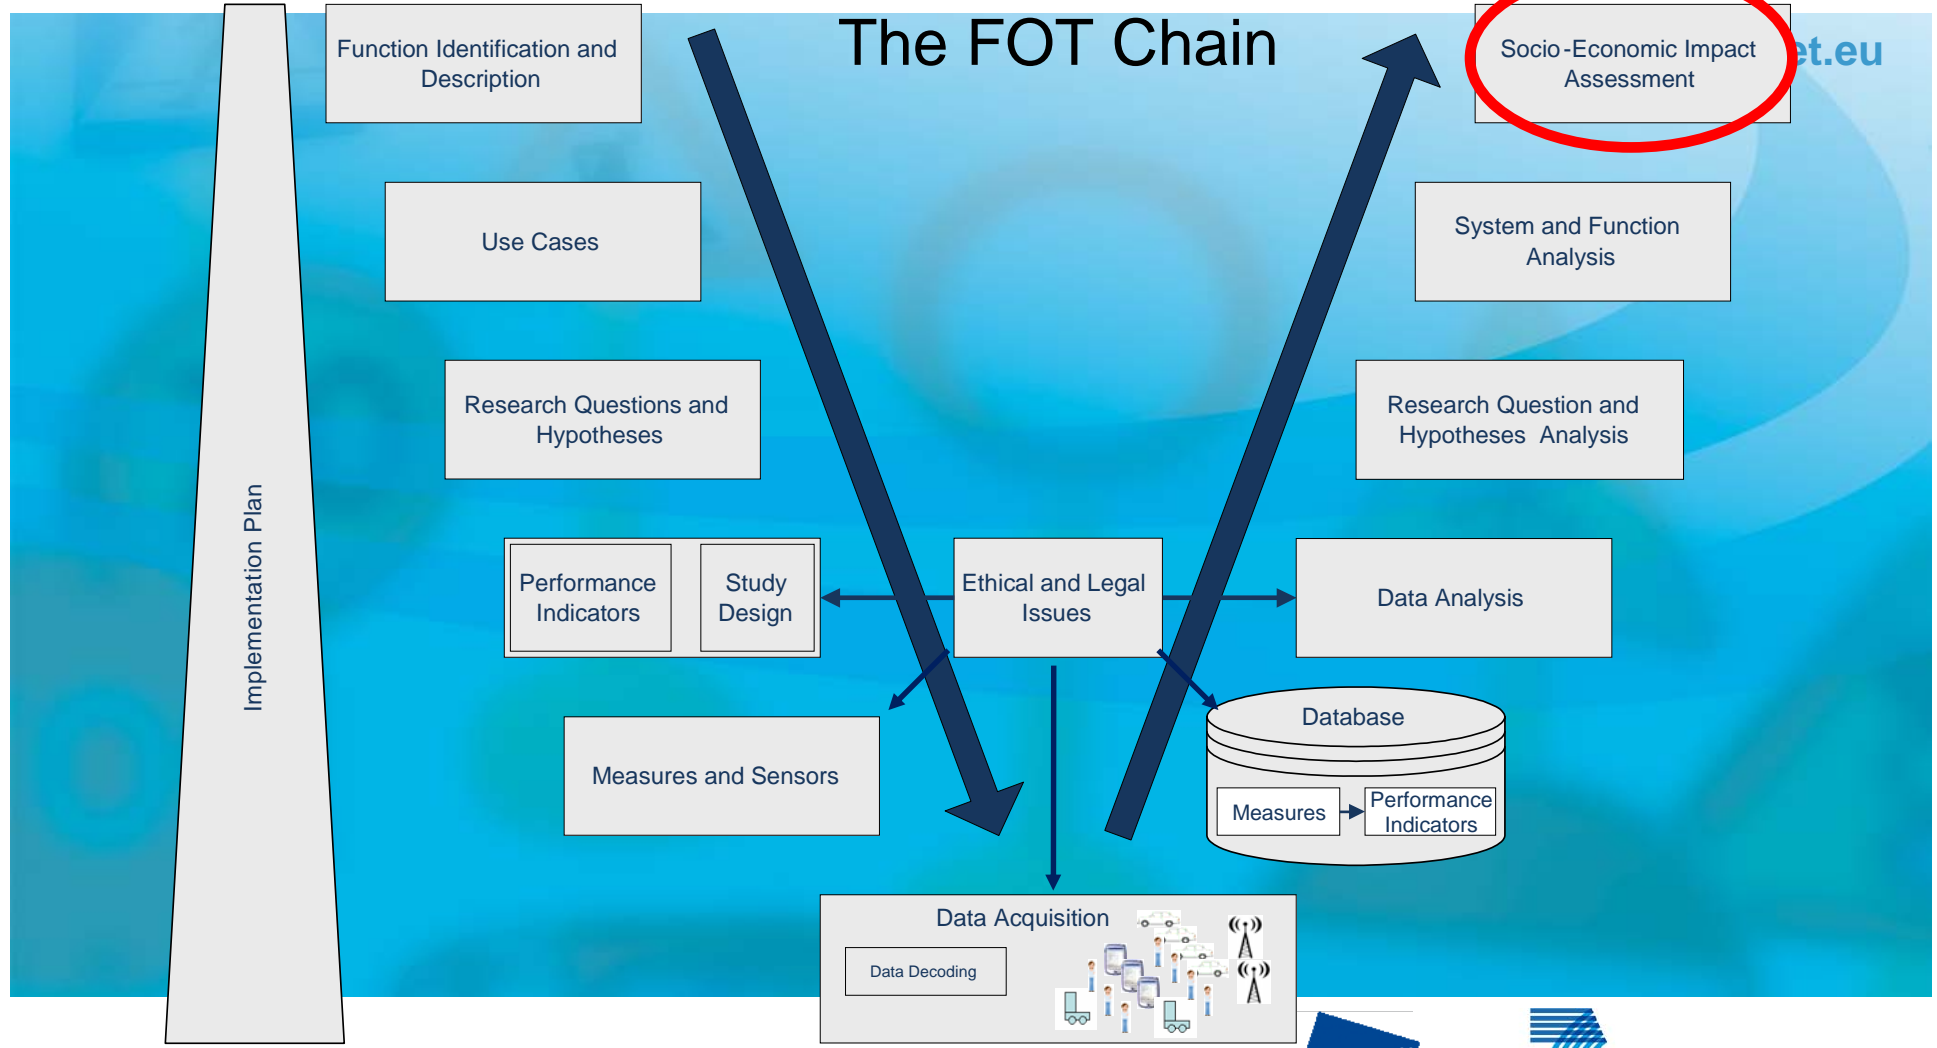 The FOT Chain
et.eu
Function Identification and
Description
Socio-Economic Impact
Assessment
Use Cases
System and Function
Analysis
Research Questions and
Hypotheses
Research Question and
Hypotheses Analysis
Implementation Plan
Performance
Indicators
Study
Design
Ethical and Legal
Issues
Data Analysis
Measures and Sensors
Database
Measures
Performance
Indicators
Data Acquisition
Data Decoding